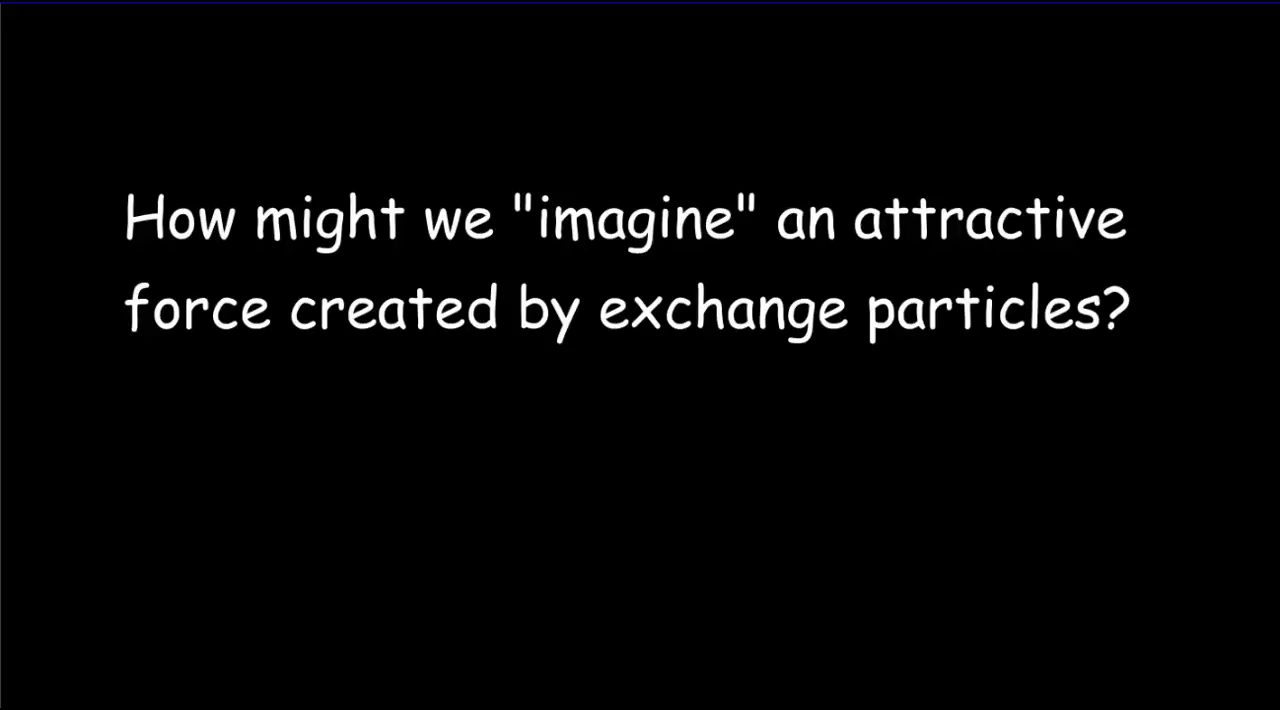 How might we "imagine" an attractive
force created by exchange particles?